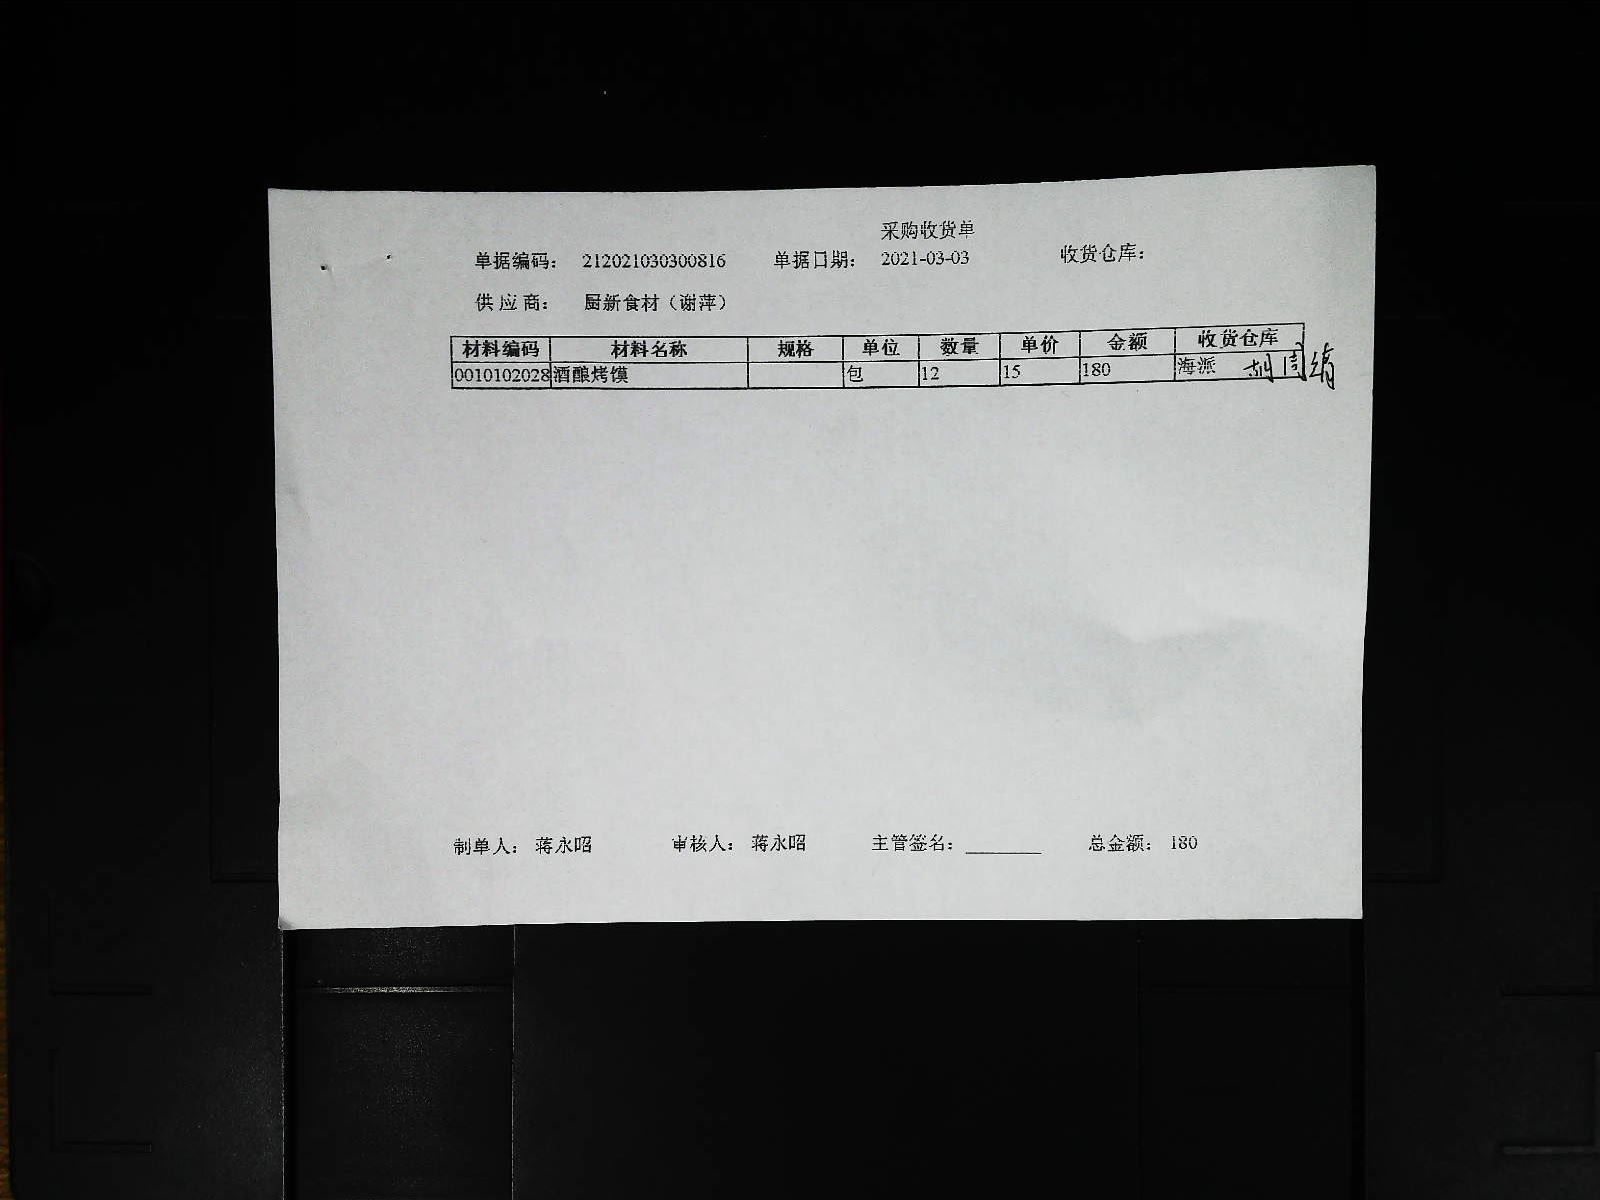 采购收货单
单据编码: 212021030300816 单据日期: 2021-03-03 收货仓库:
供应商: 厨新食材（谢萍）
材料编码 材料名称 规格 单位 数量 单价 金额 收货仓库
0010102028 酒酿烤馍 包 12 15 180 海派
制单人: 蒋永昭 审核人: 蒋永昭 主管签名: ________ 总金额: 180